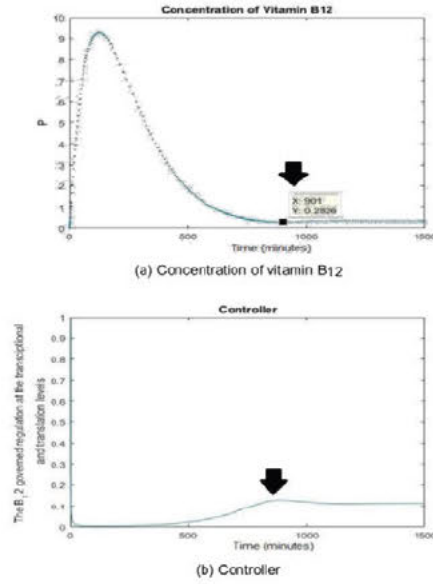 Concentration of Vitamin B12
10
9
8
7
6
5
4
3
2
1
0
P
X: 901
Y: 0.2826
0 500 1000 1500
Time (minutes)
(a) Concentration of vitamin B12
Controller
The B12 governed regulation at the transciptional
and translation levels
1
0.9
0.8
0.7
0.6
0.5
0.4
0.3
0.2
0.1
0
0 500 1000 1500
Time (minutes)
(b) Controller